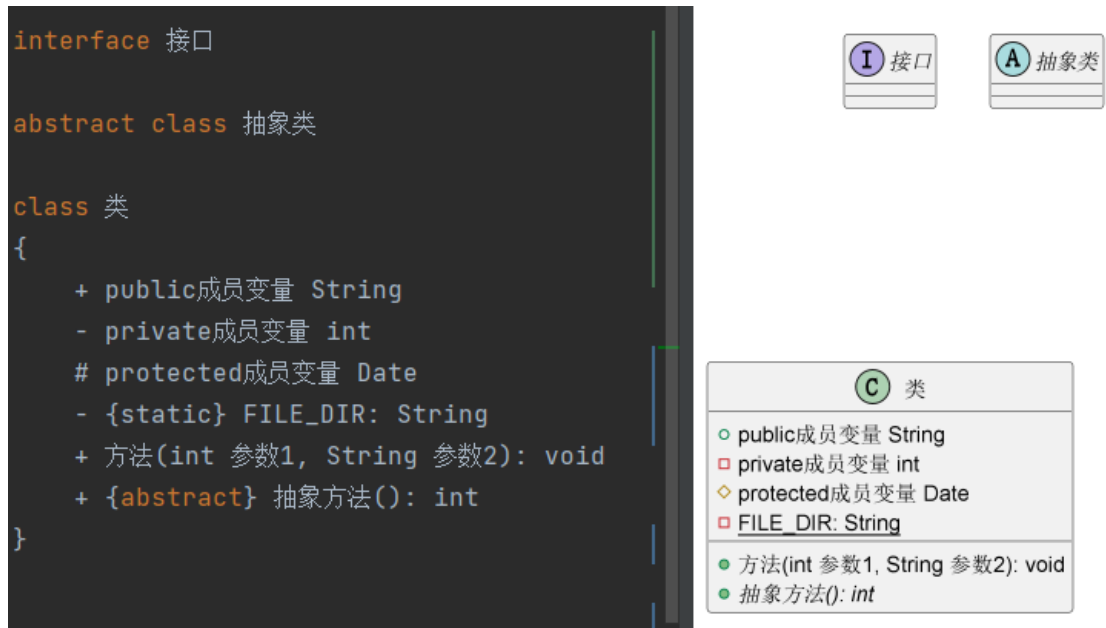 interface 接口
abstract class 抽象类
class 类
{
+ public成员变量 String
- private成员变量 int
# protected成员变量 Date
- {static} FILE_DIR: String
+ 方法(int 参数1, String 参数2): void
+ {abstract} 抽象方法(): int
}
I 接口
A 抽象类
C 类
public成员变量 String
private成员变量 int
protected成员变量 Date
FILE_DIR: String
方法(int 参数1, String 参数2): void
抽象方法(): int